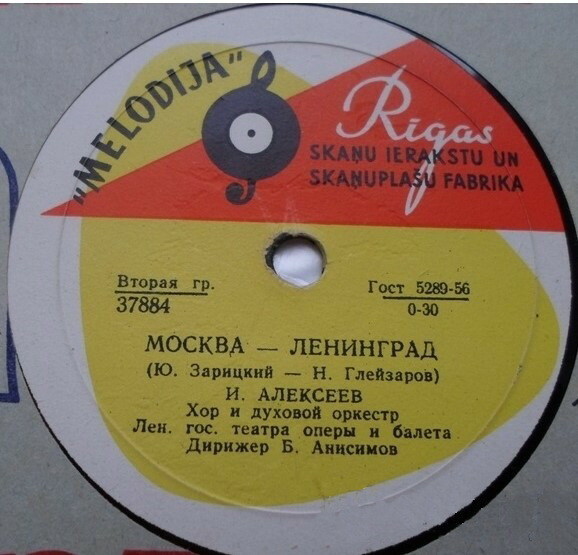 "MELODIJA"
Rīgas
SKAŅU IERAKSTU UN
SKAŅUPLAŠU FABRIKA
Вторая гр.
37884
Гост 5289-56
0-30
МОСКВА — ЛЕНИНГРАД
(Ю. Зарицкий — Н. Глейзаров)
И. АЛЕКСЕЕВ
Хор и духовой оркестр
Лен. гос. театра оперы и балета
Дирижер Б. Анисимов